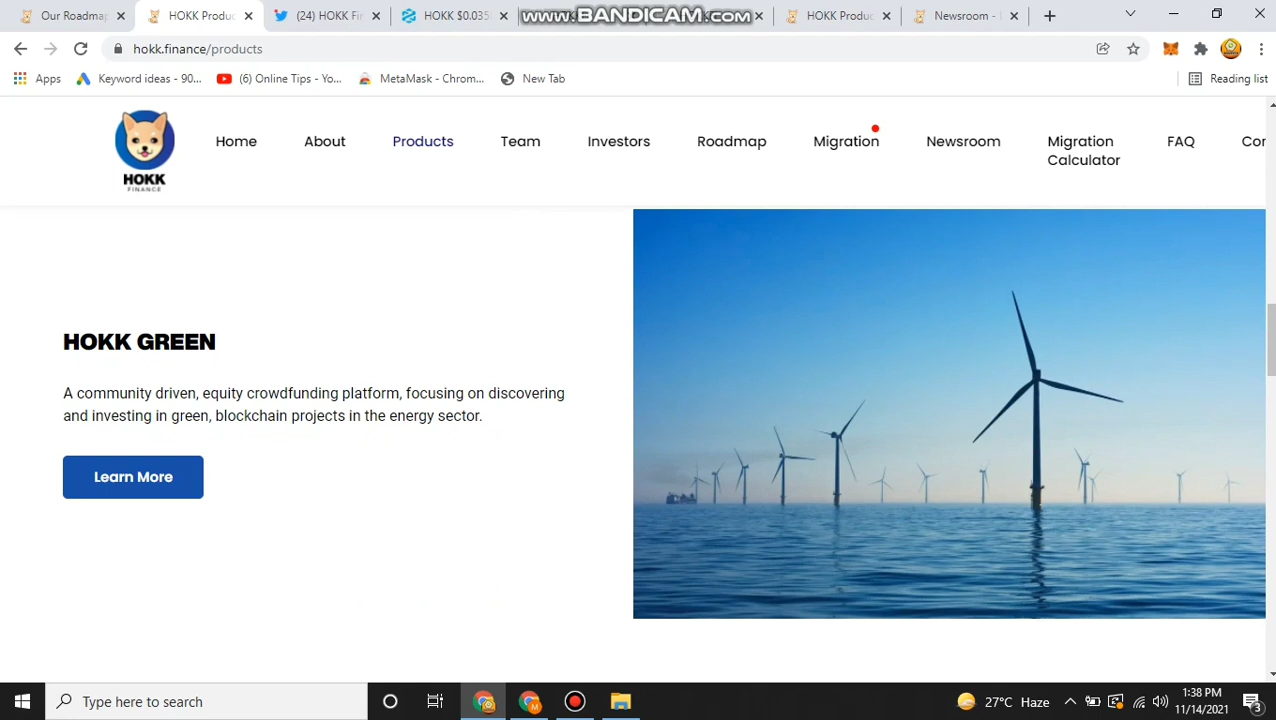 Our Roadmap
HOKK Produc
(24) HOKK Fi
HOKK $0.035
www.BANDICAM.com
HOKK Produc
Newsroom -
hokk.finance/products
Apps
Keyword ideas - 90...
(6) Online Tips - Yo...
MetaMask - Chrom...
New Tab
Reading list
HOKK
FINANCE
Home
About
Products
Team
Investors
Roadmap
Migration
Newsroom
Migration
Calculator
FAQ
Cor
HOKK GREEN
A community driven, equity crowdfunding platform, focusing on discovering
and investing in green, blockchain projects in the energy sector.
Learn More
Type here to search
27°C Haze
1:38 PM
11/14/2021
3